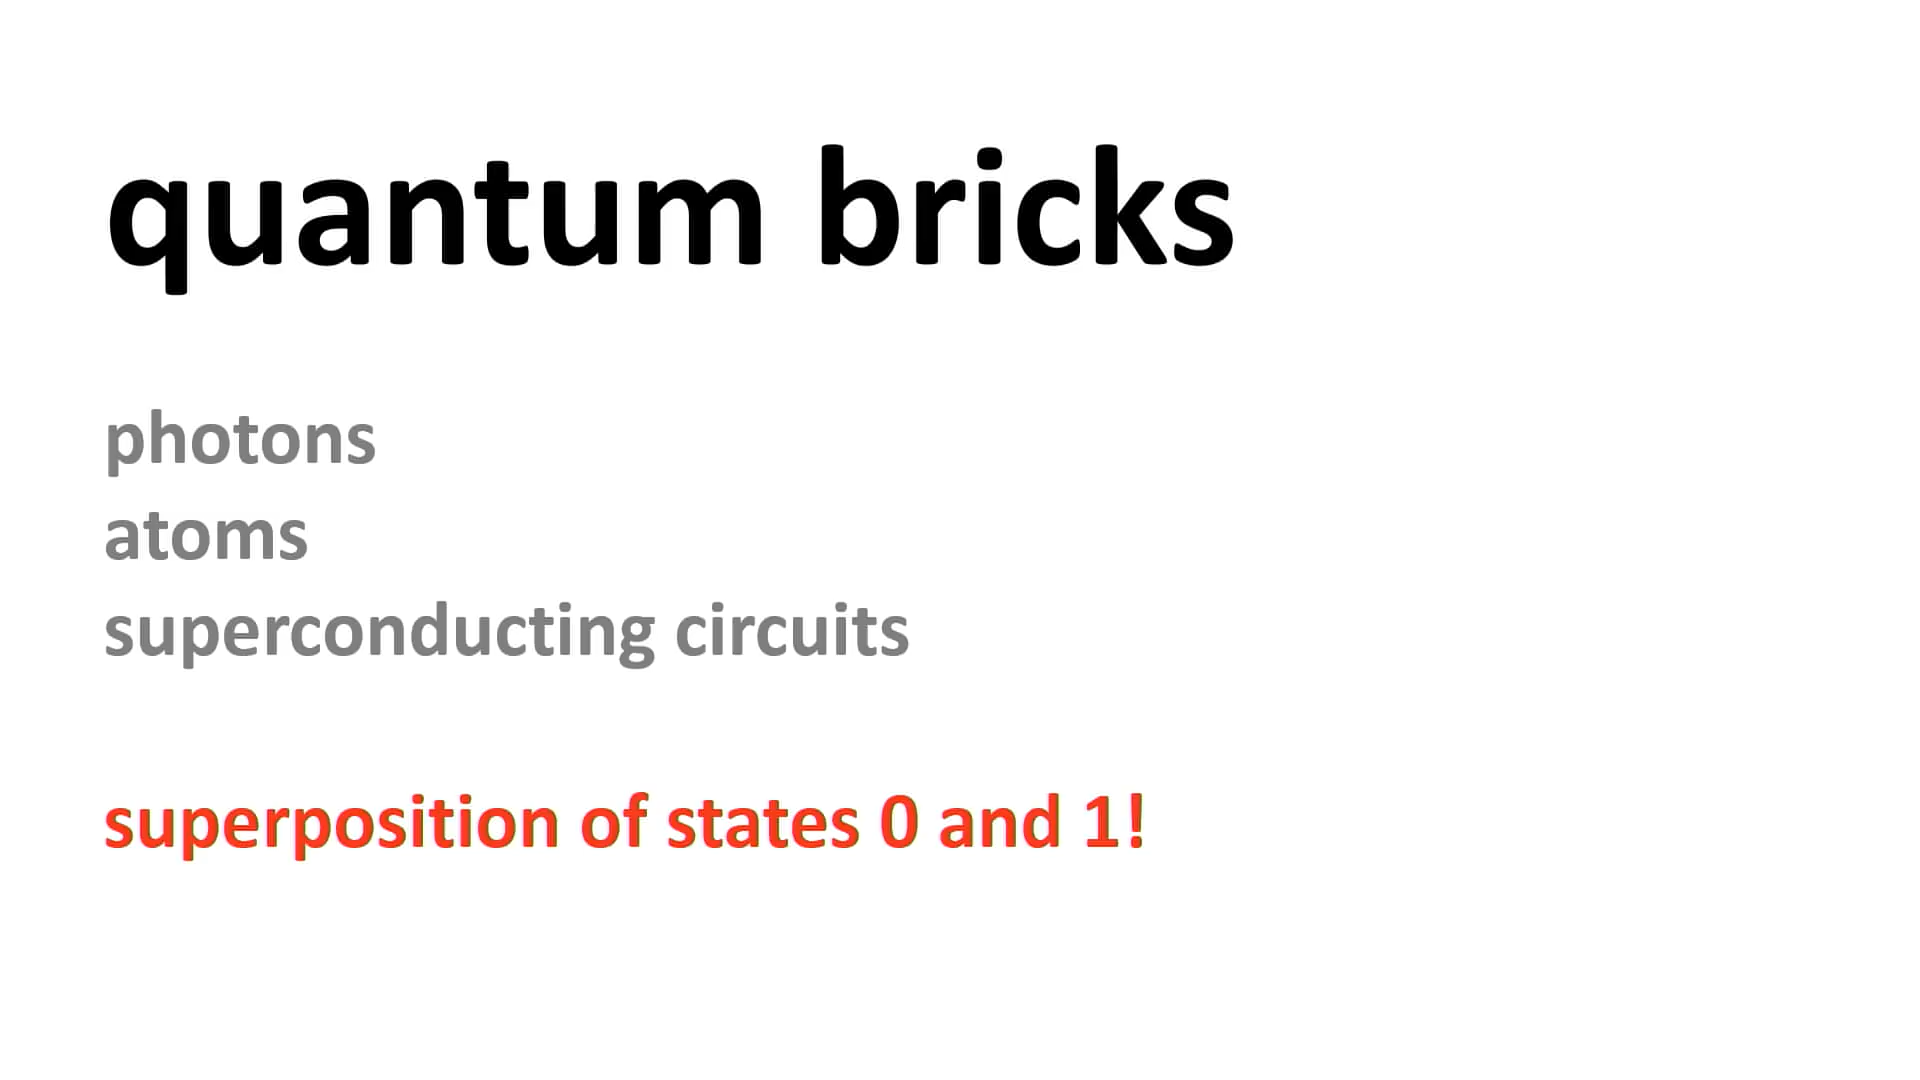 quantum bricks
photons
atoms
superconducting circuits
superposition of states 0 and 1!